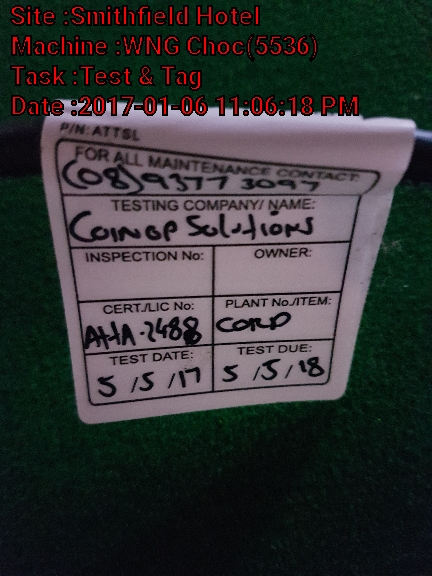 Site :Smithfield Hotel
Machine :WNG Choc(5536)
Task :Test & Tag
Date :2017-01-06 11:06:18 PM
P/N: ATTSL
FOR ALL MAINTENANCE CONTACT:
(08) 9377 3097
TESTING COMPANY/ NAME:
COINOP SOLUTIONS
INSPECTION No: OWNER:
CERT./LIC No: PLANT No./ITEM:
AHA-2488 CORD
TEST DATE: TEST DUE:
5/5/17 5/5/18